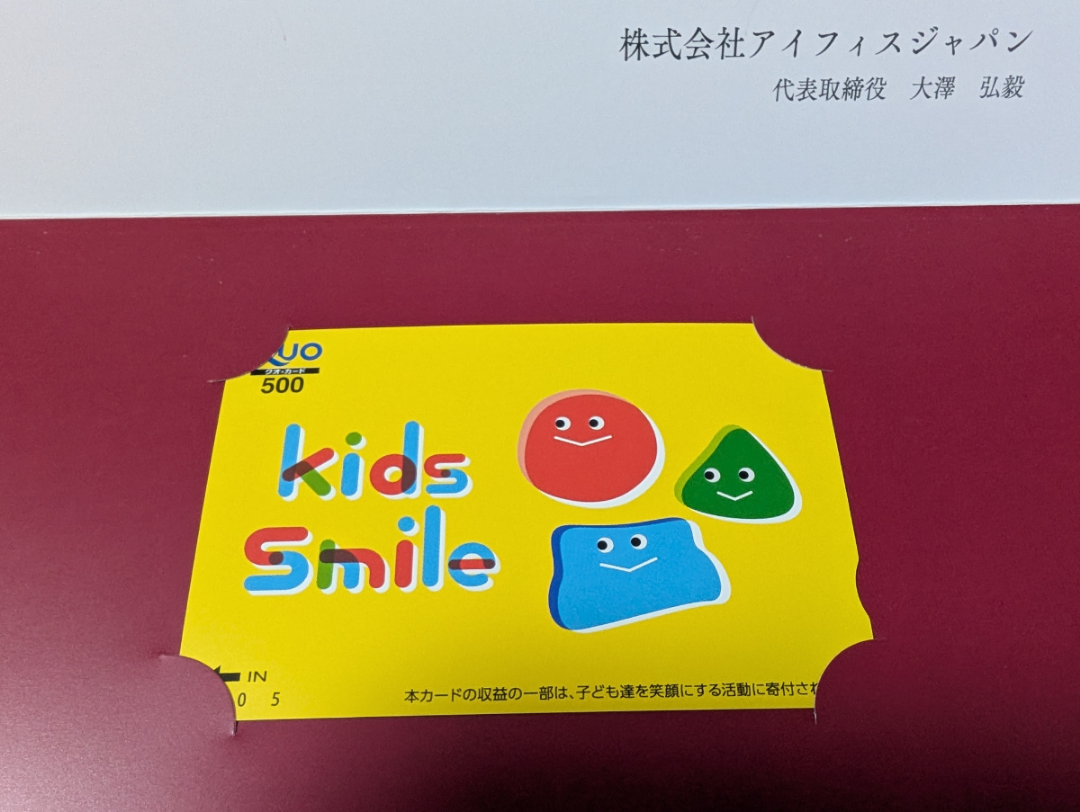 株式会社アイフィスジャパン
代表取締役 大澤 弘毅
QUO
クオ・カード
500
kids
smile
IN
0 5
本カードの収益の一部は、子ども達を笑顔にする活動に寄付され